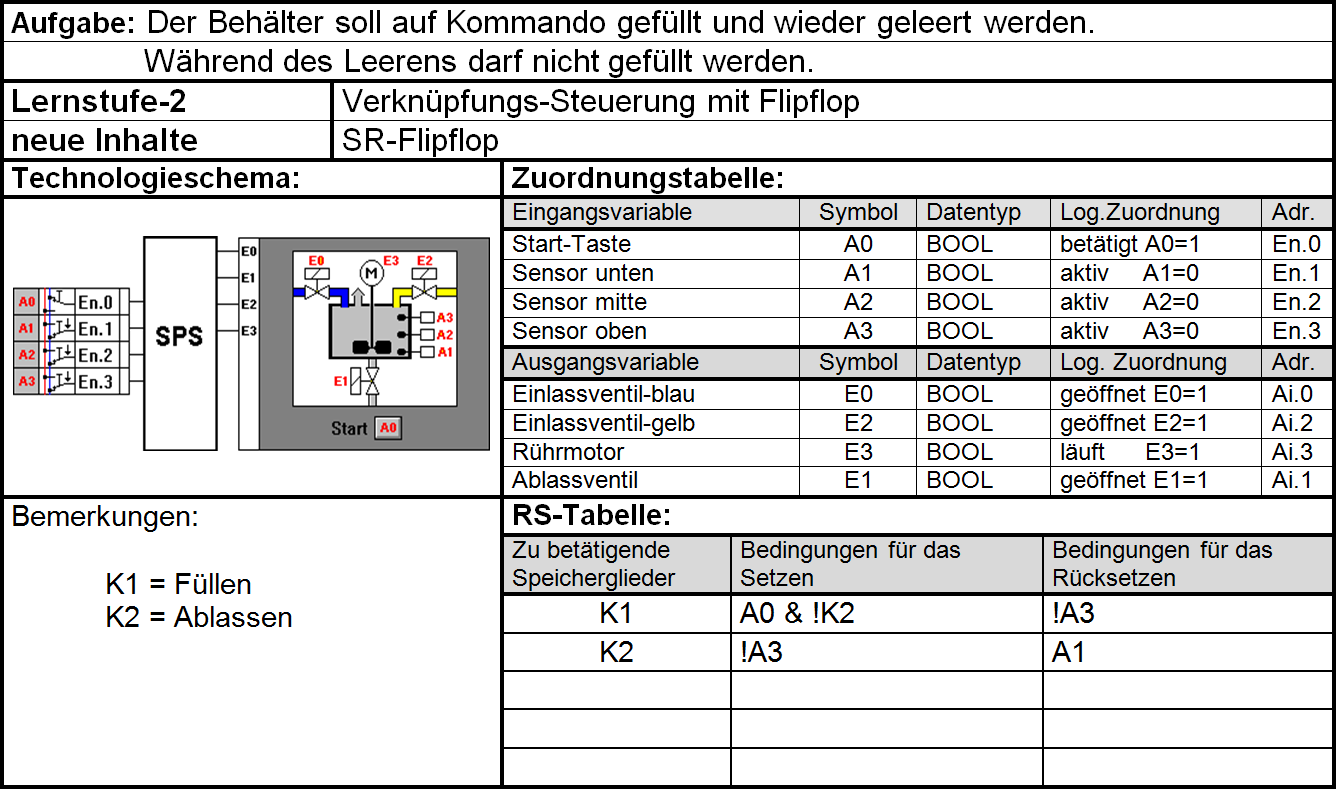 Aufgabe: Der Behälter soll auf Kommando gefüllt und wieder geleert werden.
Während des Leerens darf nicht gefüllt werden.
Lernstufe-2 Verknüpfungs-Steuerung mit Flipflop
neue Inhalte SR-Flipflop
Technologieschema:
A0 En.0
A1 En.1
A2 En.2
A3 En.3
SPS
E0
E1
E2
E3
E0 E3 E2
M
A3
A2
A1
E1
Start A0
Zuordnungstabelle:
Eingangsvariable Symbol Datentyp Log.Zuordnung Adr.
Start-Taste A0 BOOL betätigt A0=1 En.0
Sensor unten A1 BOOL aktiv A1=0 En.1
Sensor mitte A2 BOOL aktiv A2=0 En.2
Sensor oben A3 BOOL aktiv A3=0 En.3
Ausgangsvariable Symbol Datentyp Log. Zuordnung Adr.
Einlassventil-blau E0 BOOL geöffnet E0=1 Ai.0
Einlassventil-gelb E2 BOOL geöffnet E2=1 Ai.2
Rührmotor E3 BOOL läuft E3=1 Ai.3
Ablassventil E1 BOOL geöffnet E1=1 Ai.1
Bemerkungen:
K1 = Füllen
K2 = Ablassen
RS-Tabelle:
Zu betätigende Bedingungen für das Bedingungen für das
Speicherglieder Setzen Rücksetzen
K1 A0 & !K2 !A3
K2 !A3 A1